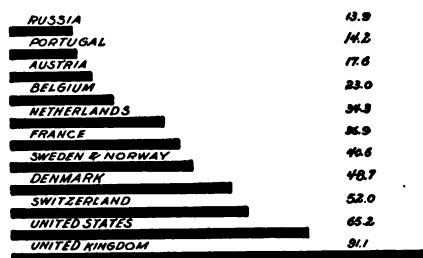 RUSSIA 13.9
PORTUGAL 14.2
AUSTRIA 17.6
BELGIUM 23.0
NETHERLANDS 34.3
FRANCE 36.9
SWEDEN & NORWAY 40.6
DENMARK 48.7
SWITZERLAND 52.0
UNITED STATES 65.2
UNITED KINGDOM 91.1